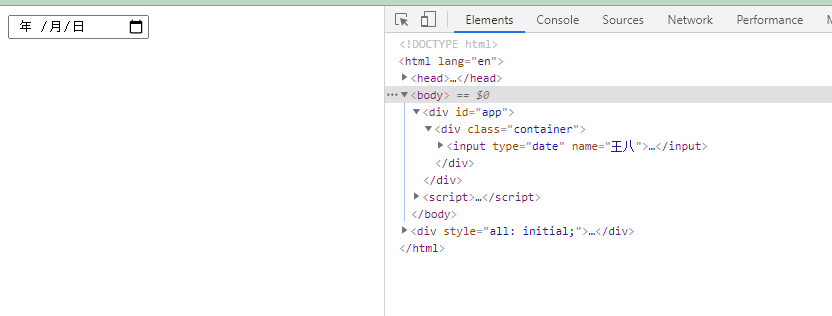 年 /月/日
Elements Console Sources Network Performance
<!DOCTYPE html>
<html lang="en">
<head>…</head>
<body> == $0
<div id="app">
<div class="container">
<input type="date" name="王八">…</input>
</div>
</div>
<script>…</script>
</body>
<div style="all: initial;">…</div>
</html>